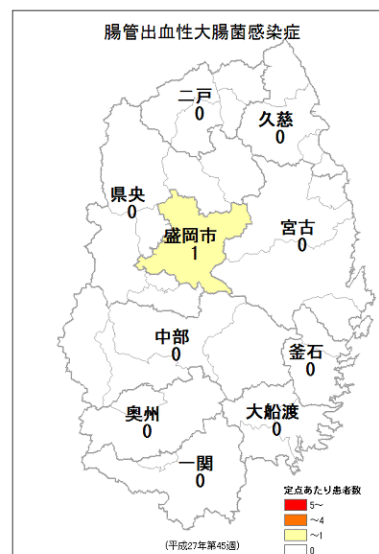 腸管出血性大腸菌感染症
二戸
0
久慈
0
県央
0
盛岡市
1
宮古
0
中部
0
釜石
0
奥州
0
大船渡
0
一関
0
定点あたり患者数
5～
～4
～1
0
(平成27年第45週)